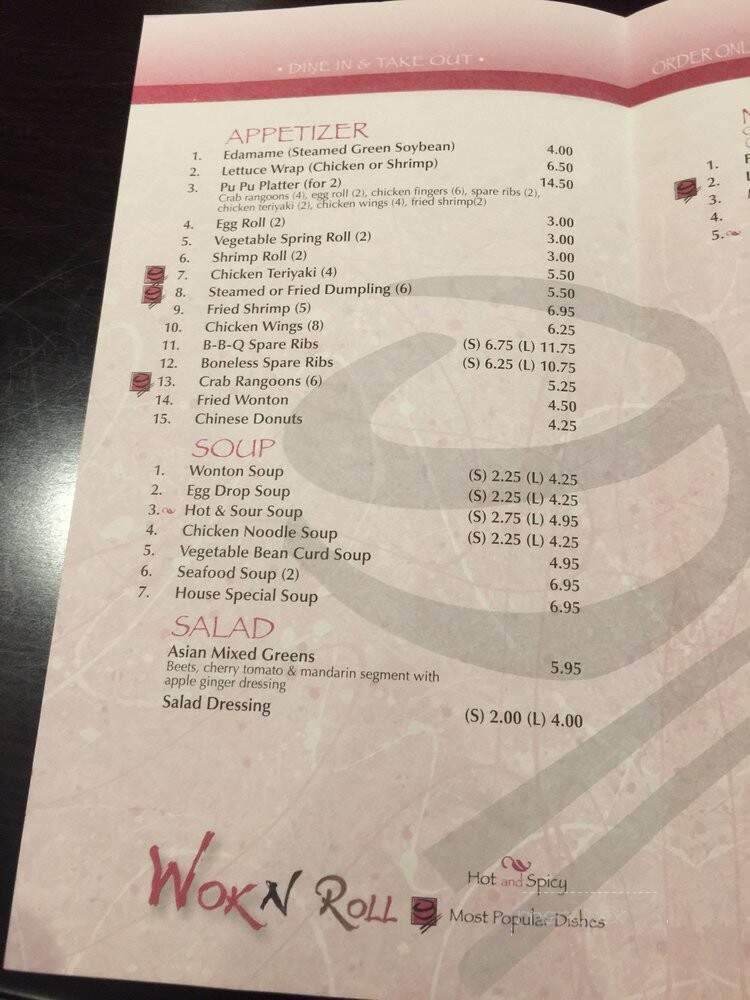 • DINE IN & TAKE OUT •
ORDER ONL
APPETIZER
1. Edamame (Steamed Green Soybean) 4.00
2. Lettuce Wrap (Chicken or Shrimp) 6.50
3. Pu Pu Platter (for 2) 14.50
Crab rangoons (4), egg roll (2), chicken fingers (6), spare ribs (2),
chicken teriyaki (2), chicken wings (4), fried shrimp(2)
4. Egg Roll (2) 3.00
5. Vegetable Spring Roll (2) 3.00
6. Shrimp Roll (2) 3.00
7. Chicken Teriyaki (4) 5.50
8. Steamed or Fried Dumpling (6) 5.50
9. Fried Shrimp (5) 6.95
10. Chicken Wings (8) 6.25
11. B-B-Q Spare Ribs (S) 6.75 (L) 11.75
12. Boneless Spare Ribs (S) 6.25 (L) 10.75
13. Crab Rangoons (6) 5.25
14. Fried Wonton 4.50
15. Chinese Donuts 4.25
SOUP
1. Wonton Soup (S) 2.25 (L) 4.25
2. Egg Drop Soup (S) 2.25 (L) 4.25
3. Hot & Sour Soup (S) 2.75 (L) 4.95
4. Chicken Noodle Soup (S) 2.25 (L) 4.25
5. Vegetable Bean Curd Soup 4.95
6. Seafood Soup (2) 6.95
7. House Special Soup 6.95
SALAD
Asian Mixed Greens 5.95
Beets, cherry tomato & mandarin segment with
apple ginger dressing
Salad Dressing (S) 2.00 (L) 4.00
WOK N ROLL
Hot and Spicy
Most Popular Dishes
1.
2.
3.
4.
5.